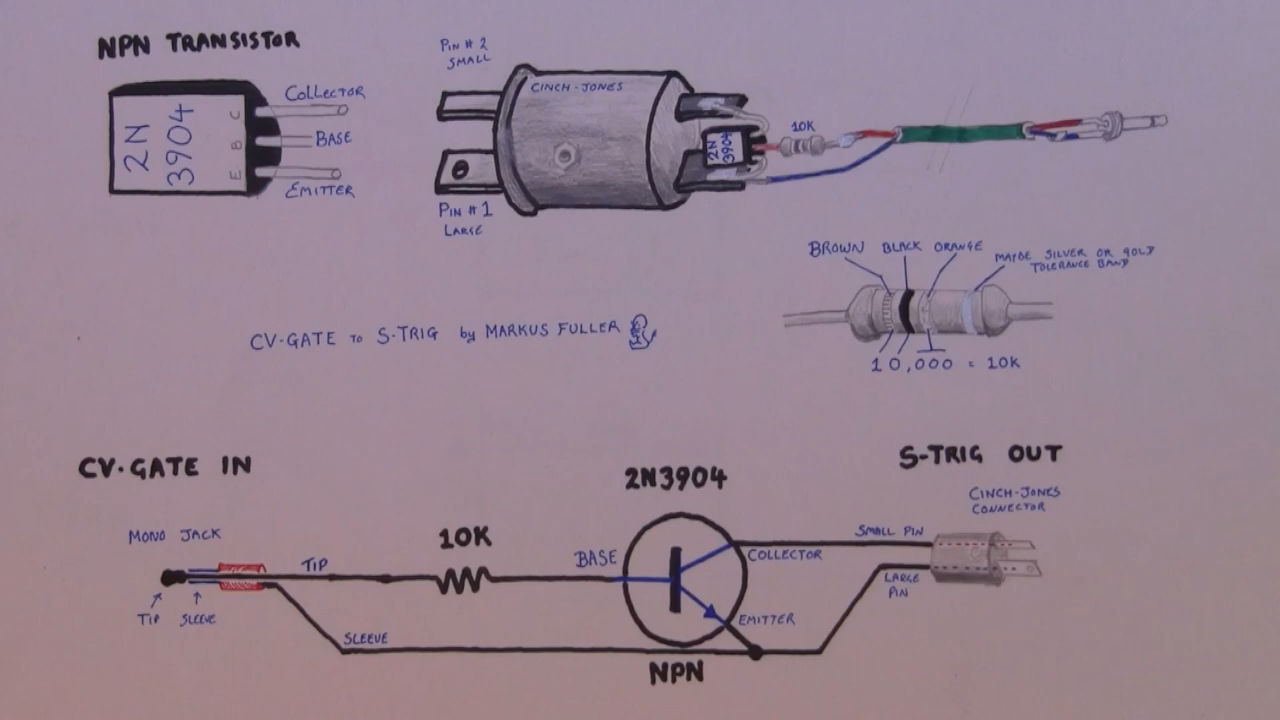 NPN TRANSISTOR
2N
3904
C
B
E
COLLECTOR
BASE
EMITTER
PIN # 2
SMALL
CINCH-JONES
2N
3904
10K
PIN # 1
LARGE
BROWN BLACK ORANGE
MAYBE SILVER OR GOLD
TOLERANCE BAND
10,000 = 10K
CV-GATE TO S-TRIG by MARKUS FULLER
CV-GATE IN
2N3904
S-TRIG OUT
CINCH-JONES
CONNECTOR
MONO JACK
TIP
SLEEVE
TIP
10K
BASE
COLLECTOR
SMALL PIN
LARGE
PIN
EMITTER
SLEEVE
NPN